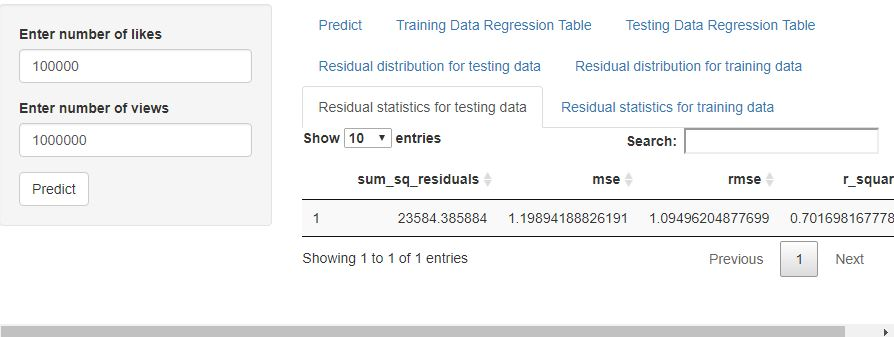 Enter number of likes
100000
Enter number of views
1000000
Predict
Predict Training Data Regression Table Testing Data Regression Table
Residual distribution for testing data Residual distribution for training data
Residual statistics for testing data Residual statistics for training data
Show 10 entries Search:
sum_sq_residuals mse rmse r_squar
1 23584.385884 1.19894188826191 1.09496204877699 0.701698167778
Showing 1 to 1 of 1 entries Previous 1 Next